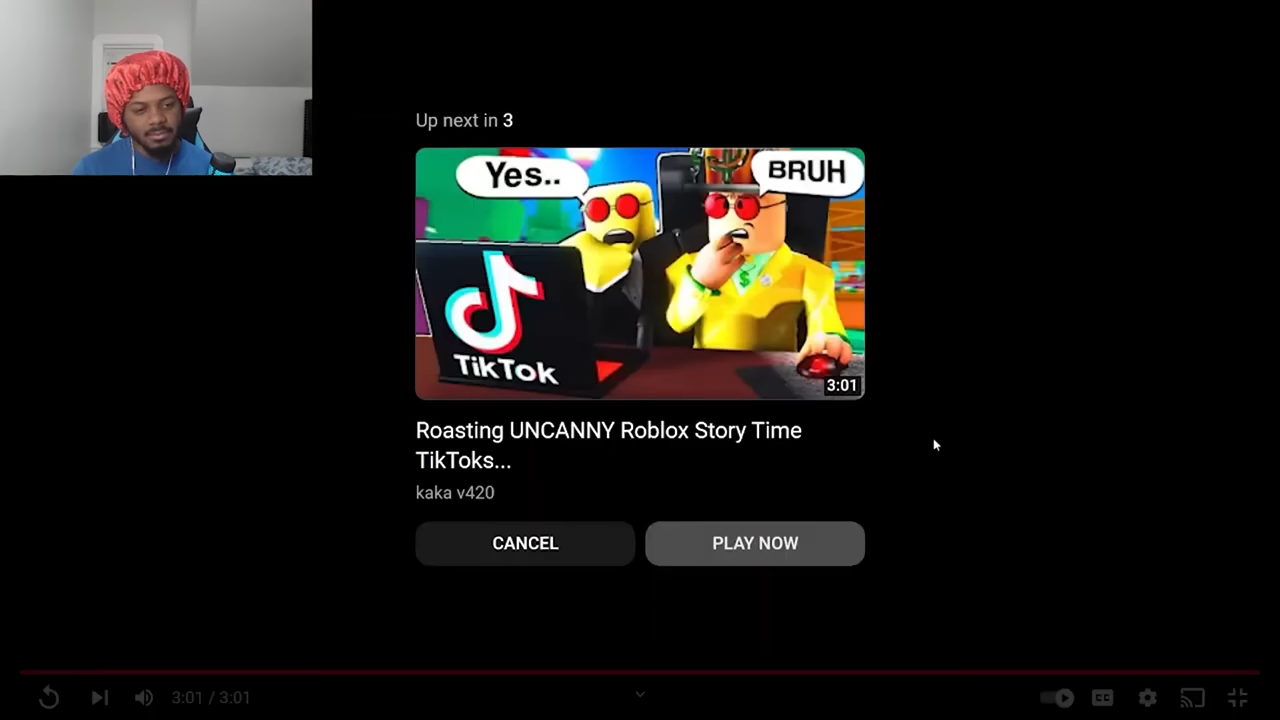 Up next in 3
Yes..
BRUH
TikTok
3:01
Roasting UNCANNY Roblox Story Time
TikToks...
kaka v420
CANCEL
PLAY NOW
3:01 / 3:01
CC